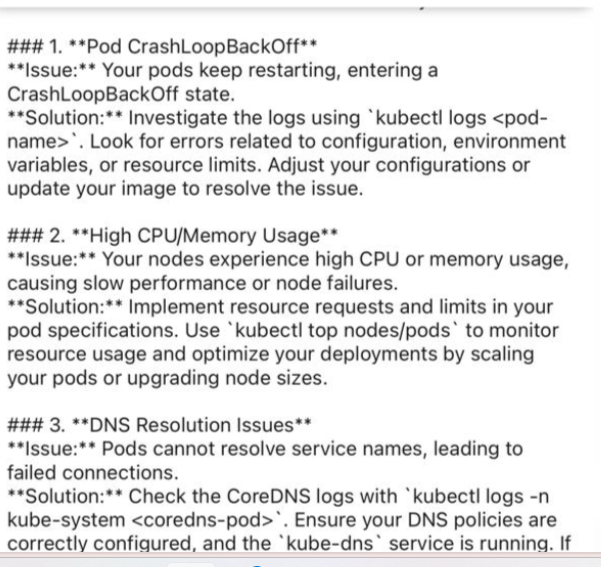 ### 1. **Pod CrashLoopBackOff**
**Issue:** Your pods keep restarting, entering a
CrashLoopBackOff state.
**Solution:** Investigate the logs using `kubectl logs <pod-
name>`. Look for errors related to configuration, environment
variables, or resource limits. Adjust your configurations or
update your image to resolve the issue.
### 2. **High CPU/Memory Usage**
**Issue:** Your nodes experience high CPU or memory usage,
causing slow performance or node failures.
**Solution:** Implement resource requests and limits in your
pod specifications. Use `kubectl top nodes/pods` to monitor
resource usage and optimize your deployments by scaling
your pods or upgrading node sizes.
### 3. **DNS Resolution Issues**
**Issue:** Pods cannot resolve service names, leading to
failed connections.
**Solution:** Check the CoreDNS logs with `kubectl logs -n
kube-system <coredns-pod>`. Ensure your DNS policies are
correctly configured, and the `kube-dns` service is running. If